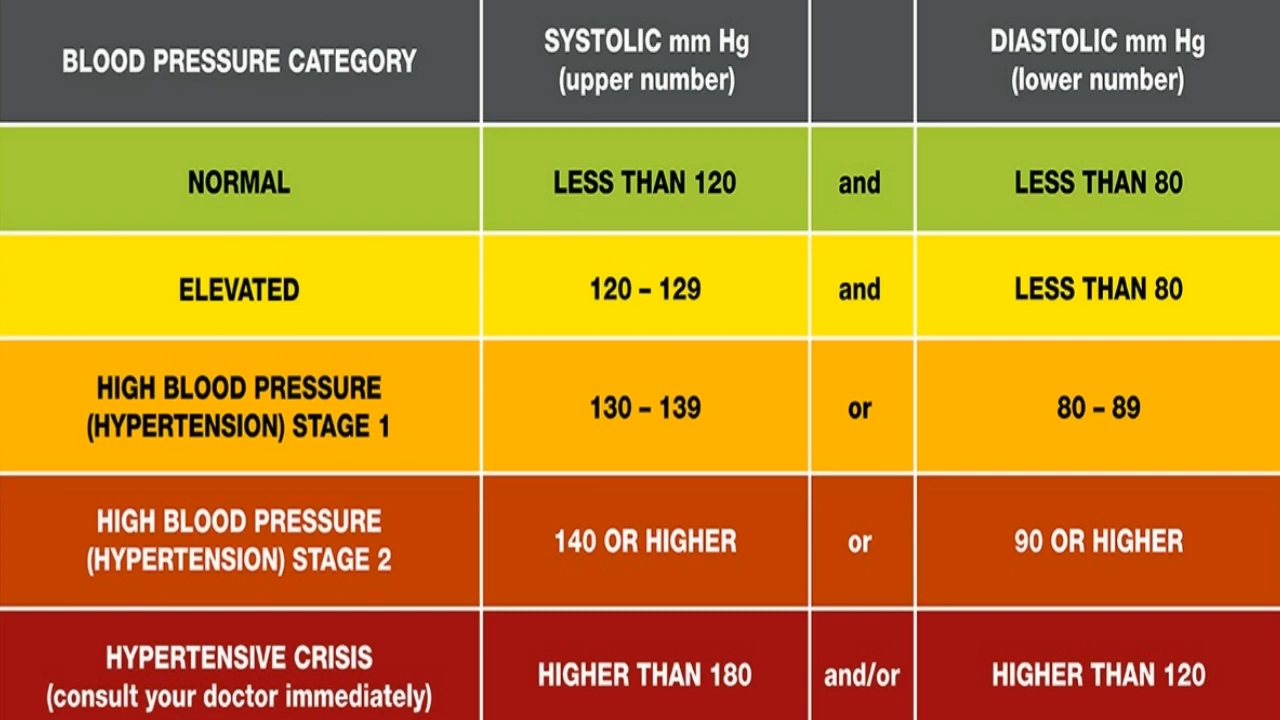 BLOOD PRESSURE CATEGORY
SYSTOLIC mm Hg
(upper number)
DIASTOLIC mm Hg
(lower number)
NORMAL
LESS THAN 120
and
LESS THAN 80
ELEVATED
120 – 129
and
LESS THAN 80
HIGH BLOOD PRESSURE
(HYPERTENSION) STAGE 1
130 – 139
or
80 – 89
HIGH BLOOD PRESSURE
(HYPERTENSION) STAGE 2
140 OR HIGHER
or
90 OR HIGHER
HYPERTENSIVE CRISIS
(consult your doctor immediately)
HIGHER THAN 180
and/or
HIGHER THAN 120